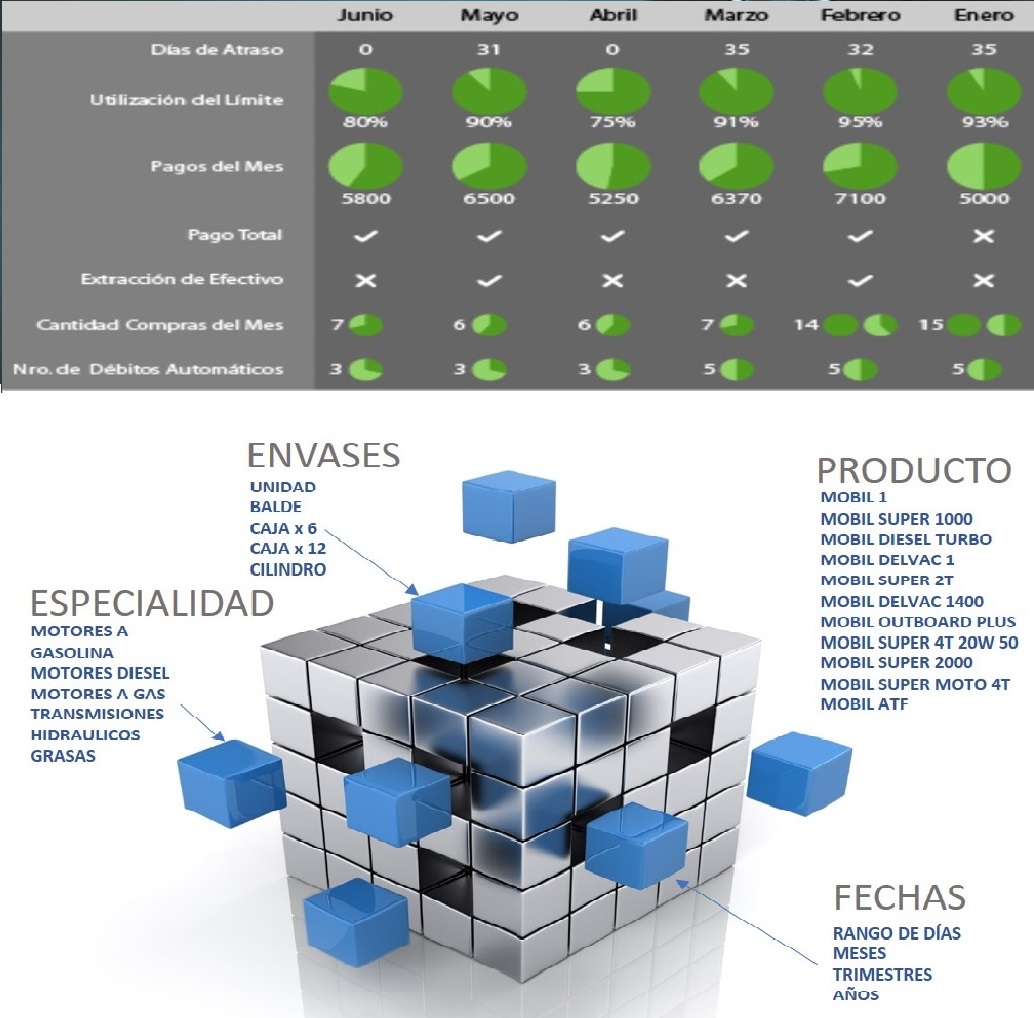 Junio Mayo Abril Marzo Febrero Enero
Días de Atraso 0 31 0 35 32 35
Utilización del Límite
80% 90% 75% 91% 95% 93%
Pagos del Mes
5800 6500 5250 6370 7100 5000
Pago Total
Extracción de Efectivo
Cantidad Compras del Mes 7 6 6 7 14 15
Nro. de Débitos Automáticos 3 3 3 5 5 5
ENVASES
UNIDAD
BALDE
CAJA x 6
CAJA x 12
CILINDRO
PRODUCTO
MOBIL 1
MOBIL SUPER 1000
MOBIL DIESEL TURBO
MOBIL DELVAC 1
MOBIL SUPER 2T
MOBIL DELVAC 1400
MOBIL OUTBOARD PLUS
MOBIL SUPER 4T 20W 50
MOBIL SUPER 2000
MOBIL SUPER MOTO 4T
MOBIL ATF
ESPECIALIDAD
MOTORES A
GASOLINA
MOTORES DIESEL
MOTORES A GAS
TRANSMISIONES
HIDRAULICOS
GRASAS
FECHAS
RANGO DE DÍAS
MESES
TRIMESTRES
AÑOS